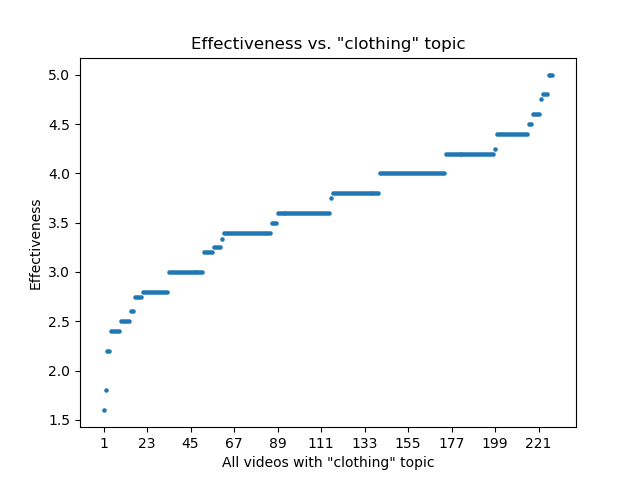 Effectiveness vs. "clothing" topic
5.0
4.5
4.0
3.5
3.0
2.5
2.0
1.5
Effectiveness
1 23 45 67 89 111 133 155 177 199 221
All videos with "clothing" topic